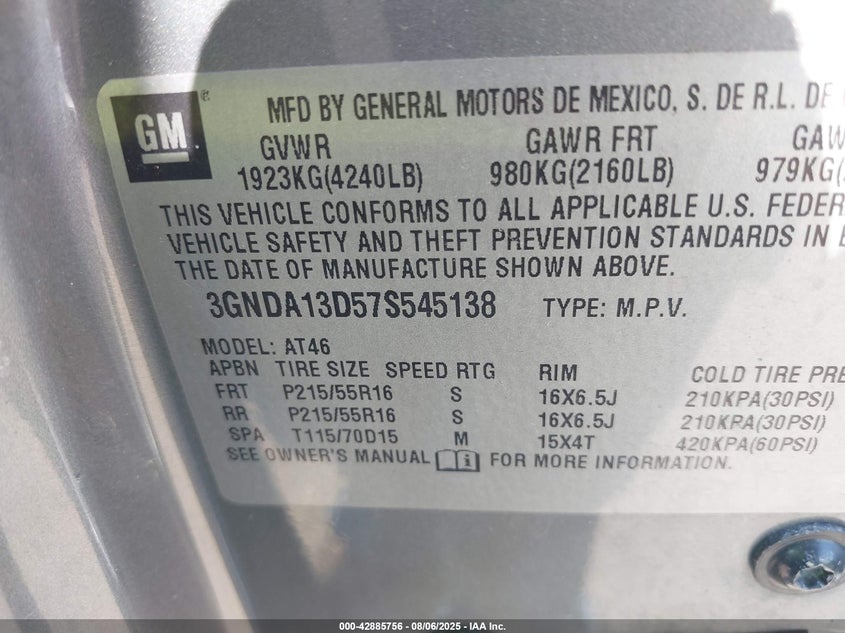 GM ®
MFD BY GENERAL MOTORS DE MEXICO, S. DE R.L. DE
GVWR GAWR FRT GAW
1923KG(4240LB) 980KG(2160LB) 979KG(
THIS VEHICLE CONFORMS TO ALL APPLICABLE U.S. FEDER
VEHICLE SAFETY AND THEFT PREVENTION STANDARDS IN E
THE DATE OF MANUFACTURE SHOWN ABOVE.
3GNDA13D57S545138 TYPE: M.P.V.
MODEL: AT46
APBN TIRE SIZE SPEED RTG RIM COLD TIRE PRE
FRT P215/55R16 S 16X6.5J 210KPA(30PSI)
RR P215/55R16 S 16X6.5J 210KPA(30PSI)
SPA T115/70D15 M 15X4T 420KPA(60PSI)
SEE OWNER'S MANUAL i FOR MORE INFORMATION.
000-42885756 - 08/06/2025 - IAA Inc.